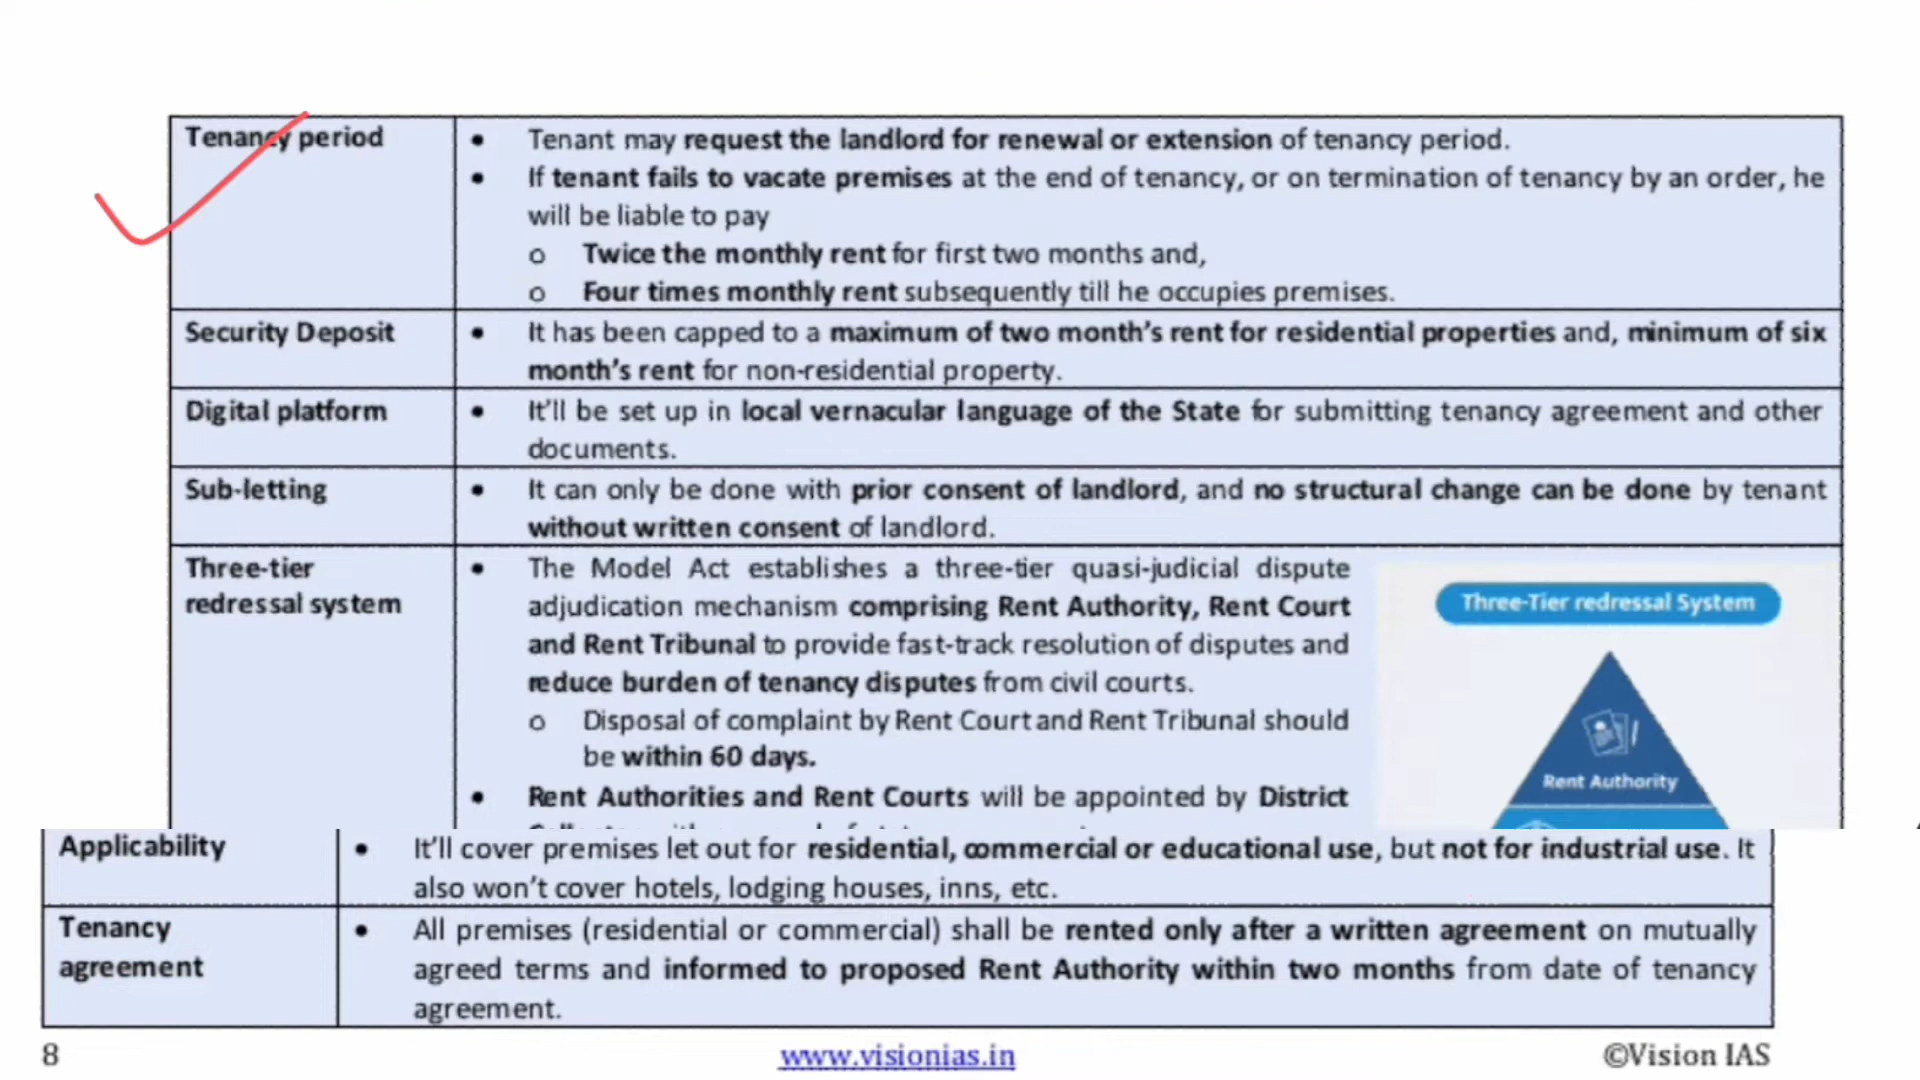 Tenancy period
• Tenant may request the landlord for renewal or extension of tenancy period.
• If tenant fails to vacate premises at the end of tenancy, or on termination of tenancy by an order, he
will be liable to pay
o Twice the monthly rent for first two months and,
o Four times monthly rent subsequently till he occupies premises.
Security Deposit
• It has been capped to a maximum of two month's rent for residential properties and, minimum of six
month's rent for non-residential property.
Digital platform
• It'll be set up in local vernacular language of the State for submitting tenancy agreement and other
documents.
Sub-letting
• It can only be done with prior consent of landlord, and no structural change can be done by tenant
without written consent of landlord.
Three-tier
redressal system
• The Model Act establishes a three-tier quasi-judicial dispute
adjudication mechanism comprising Rent Authority, Rent Court
and Rent Tribunal to provide fast-track resolution of disputes and
reduce burden of tenancy disputes from civil courts.
o Disposal of complaint by Rent Court and Rent Tribunal should
be within 60 days.
• Rent Authorities and Rent Courts will be appointed by District
Three-Tier redressal System
Rent Authority
Applicability
• It'll cover premises let out for residential, commercial or educational use, but not for industrial use. It
also won't cover hotels, lodging houses, inns, etc.
Tenancy
agreement
• All premises (residential or commercial) shall be rented only after a written agreement on mutually
agreed terms and informed to proposed Rent Authority within two months from date of tenancy
agreement.
8
www.visionias.in
©Vision IAS